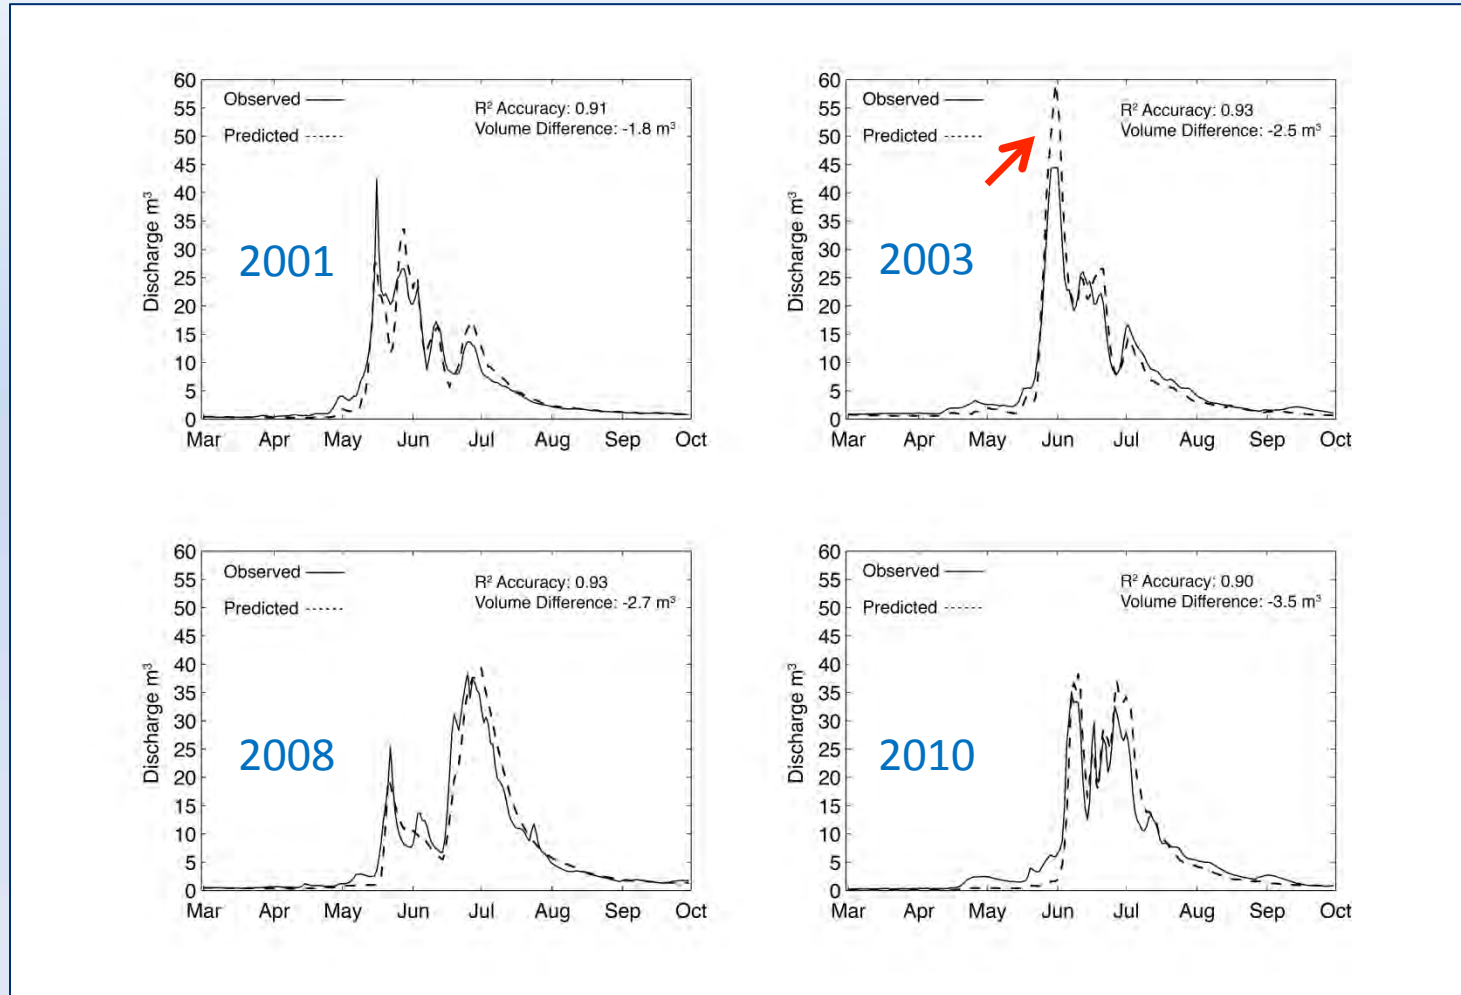 60
55
50
45
40
35
30
25
20
15
10
5
0
Discharge m³
Observed
Predicted
R² Accuracy: 0.91
Volume Difference: -1.8 m³
2001
Mar Apr May Jun Jul Aug Sep Oct
60
55
50
45
40
35
30
25
20
15
10
5
0
Discharge m³
Observed
Predicted
R² Accuracy: 0.93
Volume Difference: -2.5 m³
2003
Mar Apr May Jun Jul Aug Sep Oct
60
55
50
45
40
35
30
25
20
15
10
5
0
Discharge m³
Observed
Predicted
R² Accuracy: 0.93
Volume Difference: -2.7 m³
2008
Mar Apr May Jun Jul Aug Sep Oct
60
55
50
45
40
35
30
25
20
15
10
5
0
Discharge m³
Observed
Predicted
R² Accuracy: 0.90
Volume Difference: -3.5 m³
2010
Mar Apr May Jun Jul Aug Sep Oct